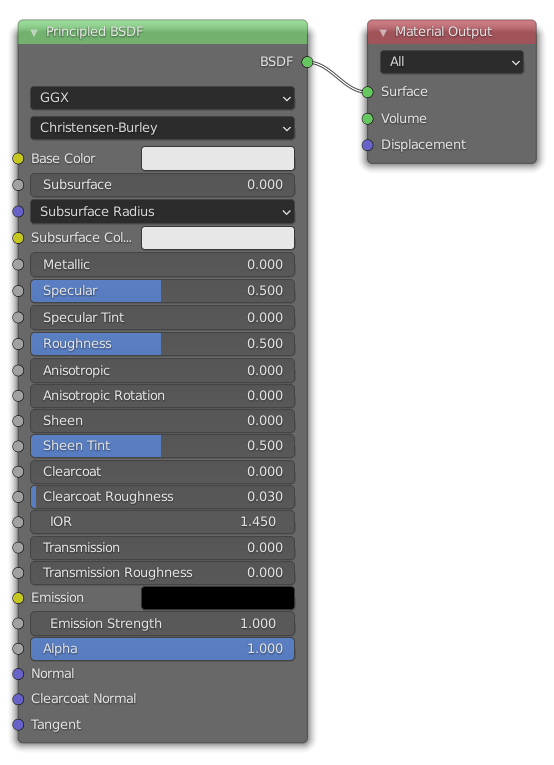 Principled BSDF
BSDF
GGX
Christensen-Burley
Base Color
Subsurface 0.000
Subsurface Radius
Subsurface Col...
Metallic 0.000
Specular 0.500
Specular Tint 0.000
Roughness 0.500
Anisotropic 0.000
Anisotropic Rotation 0.000
Sheen 0.000
Sheen Tint 0.500
Clearcoat 0.000
Clearcoat Roughness 0.030
IOR 1.450
Transmission 0.000
Transmission Roughness 0.000
Emission
Emission Strength 1.000
Alpha 1.000
Normal
Clearcoat Normal
Tangent
Material Output
All
Surface
Volume
Displacement